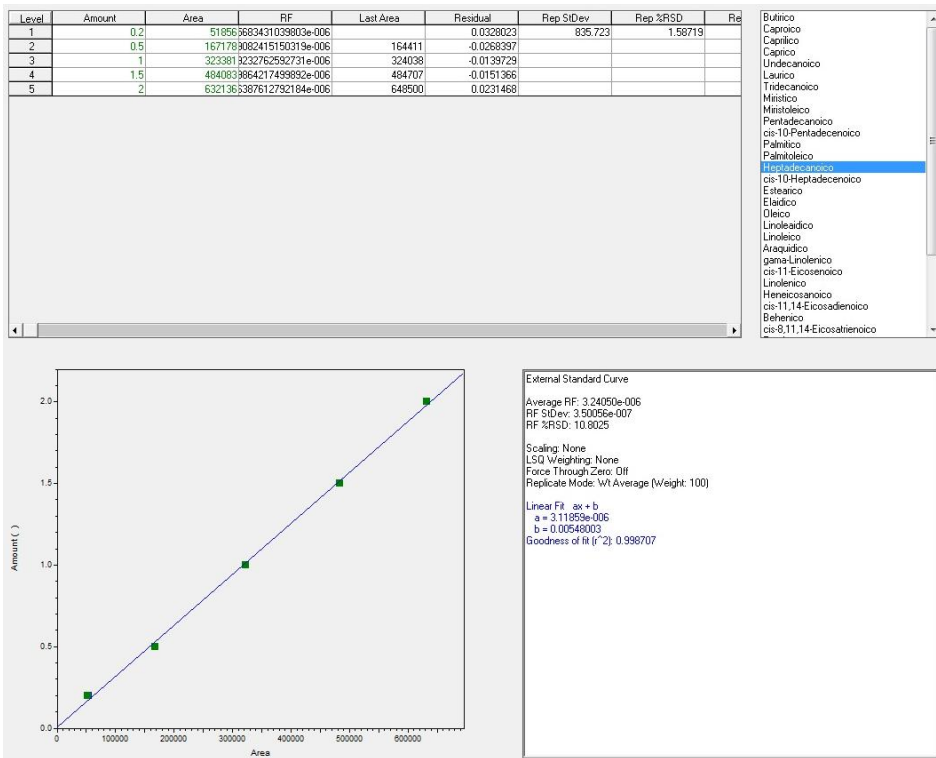 Level Amount Area RF Last Area Residual Rep StDev Rep %RSD Re
1 0.2 51856 5683431039803e-006 0.0328023 835.723 1.58719
2 0.5 167178 9082415150319e-006 164411 -0.0268397
3 1 323381 9232762592731e-006 324038 -0.0139729
4 1.5 484083 9864217499892e-006 484707 -0.0151366
5 2 632136 6387612792184e-006 648500 0.0231468
Butirico
Caproico
Caprilico
Caprico
Undecanoico
Laurico
Tridecanoico
Miristico
Miristoleico
Pentadecanoico
cis-10-Pentadecenoico
Palmitico
Palmitoleico
Heptadecanoico
cis-10-Heptadecenoico
Estearico
Elaidico
Oleico
Linoleaidico
Linoleico
Araquidico
gama-Linolenico
cis-11-Eicosenoico
Linolenico
Heneicosanoico
cis-11,14-Eicosadienoico
Behenico
cis-8,11,14-Eicosatrienoico
2.0
1.5
1.0
0.5
0.0
Amount ( )
0 100000 200000 300000 400000 500000 600000
Area
External Standard Curve
Average RF: 3.24050e-006
RF StDev: 3.50056e-007
RF %RSD: 10.8025
Scaling: None
LSQ Weighting: None
Force Through Zero: Off
Replicate Mode: Wt Average (Weight: 100)
Linear Fit ax + b
a = 3.11859e-006
b = 0.00548003
Goodness of fit (r^2): 0.998707